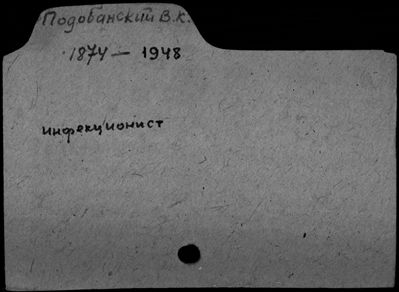 Подобанский В.К.
1874 — 1948
инфекционист